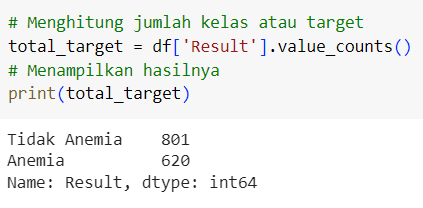 # Menghitung jumlah kelas atau target
total_target = df['Result'].value_counts()
# Menampilkan hasilnya
print(total_target)
Tidak Anemia    801
Anemia          620
Name: Result, dtype: int64